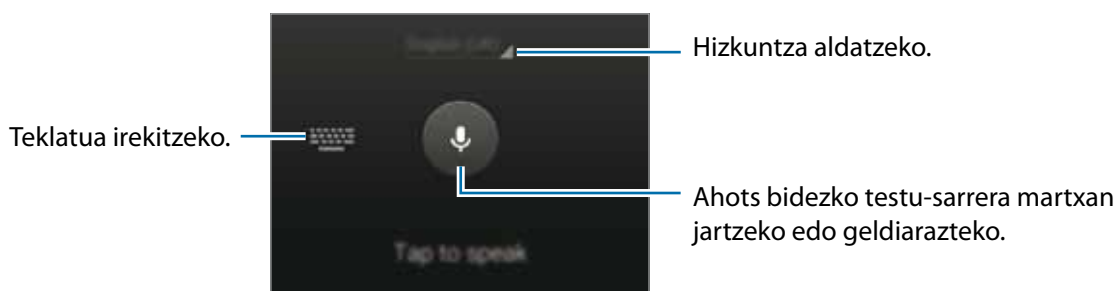 Hizkuntza aldatzeko.
Teklatua irekitzeko.
Ahots bidezko testu-sarrera martxan
jartzeko edo geldiarazteko.
Tap to speak